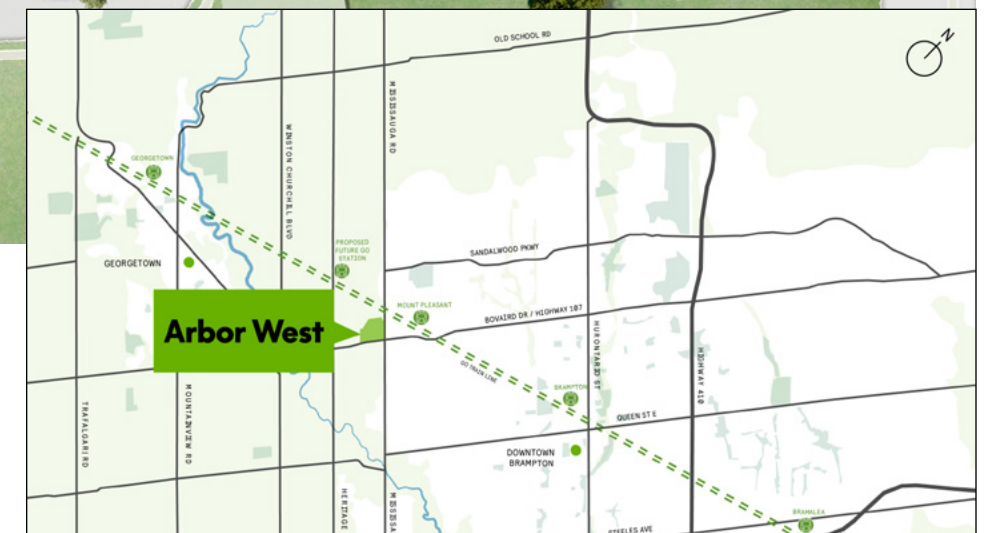 OLD SCHOOL RD
N
MISSISSAUGA RD
WINSTON CHURCHILL BLVD
GEORGETOWN
PROPOSED
FUTURE GO
STATION
SANDALWOOD PKWY
GEORGETOWN
MOUNT PLEASANT
BOVAIRD DR / HIGHWAY 107
Arbor West
HURONTARIO ST
HIGHWAY 410
GO TRAIN LINE
BRAMPTON
TRAFALGAR RD
MOUNTAINVIEW RD
QUEEN ST E
DOWNTOWN
BRAMPTON
HERITAGE
MISSISSA
BRAMALEA
STEELES AVE